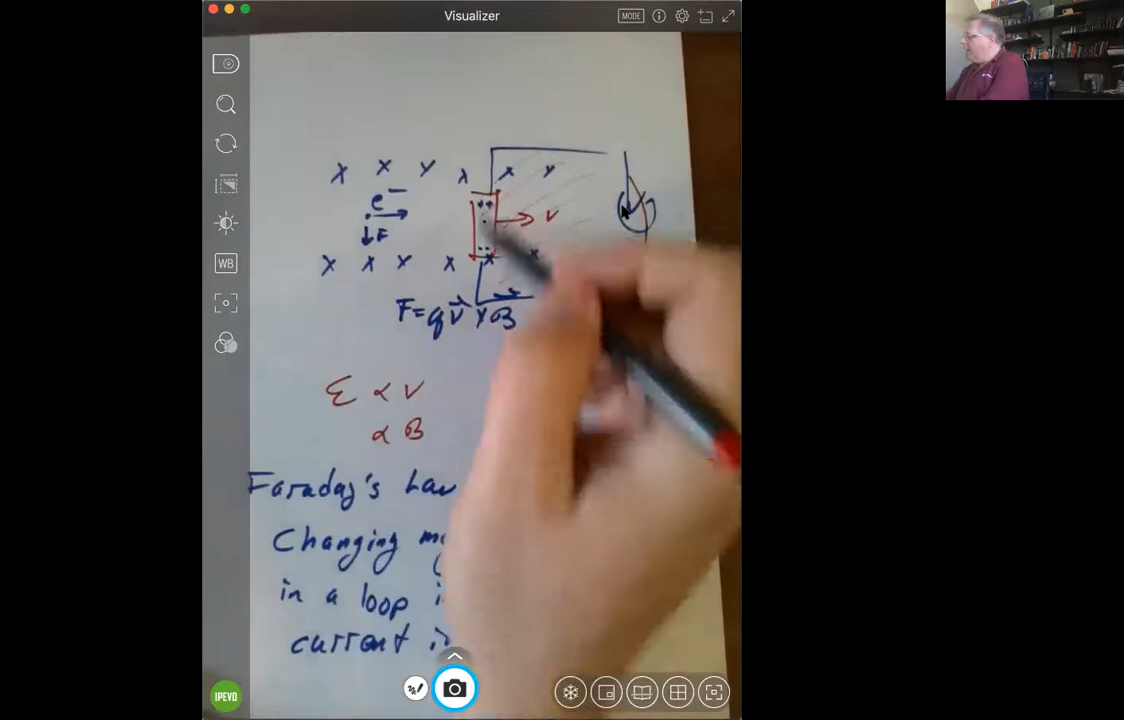 Visualizer
MODE
WB
IPEVO
X X X X X X
e⁻
F
V
X X X X X X
F=qv⃗ X B
Ɛ ∝ V
∝ B
Faraday's Law
Changing
in a loop
current